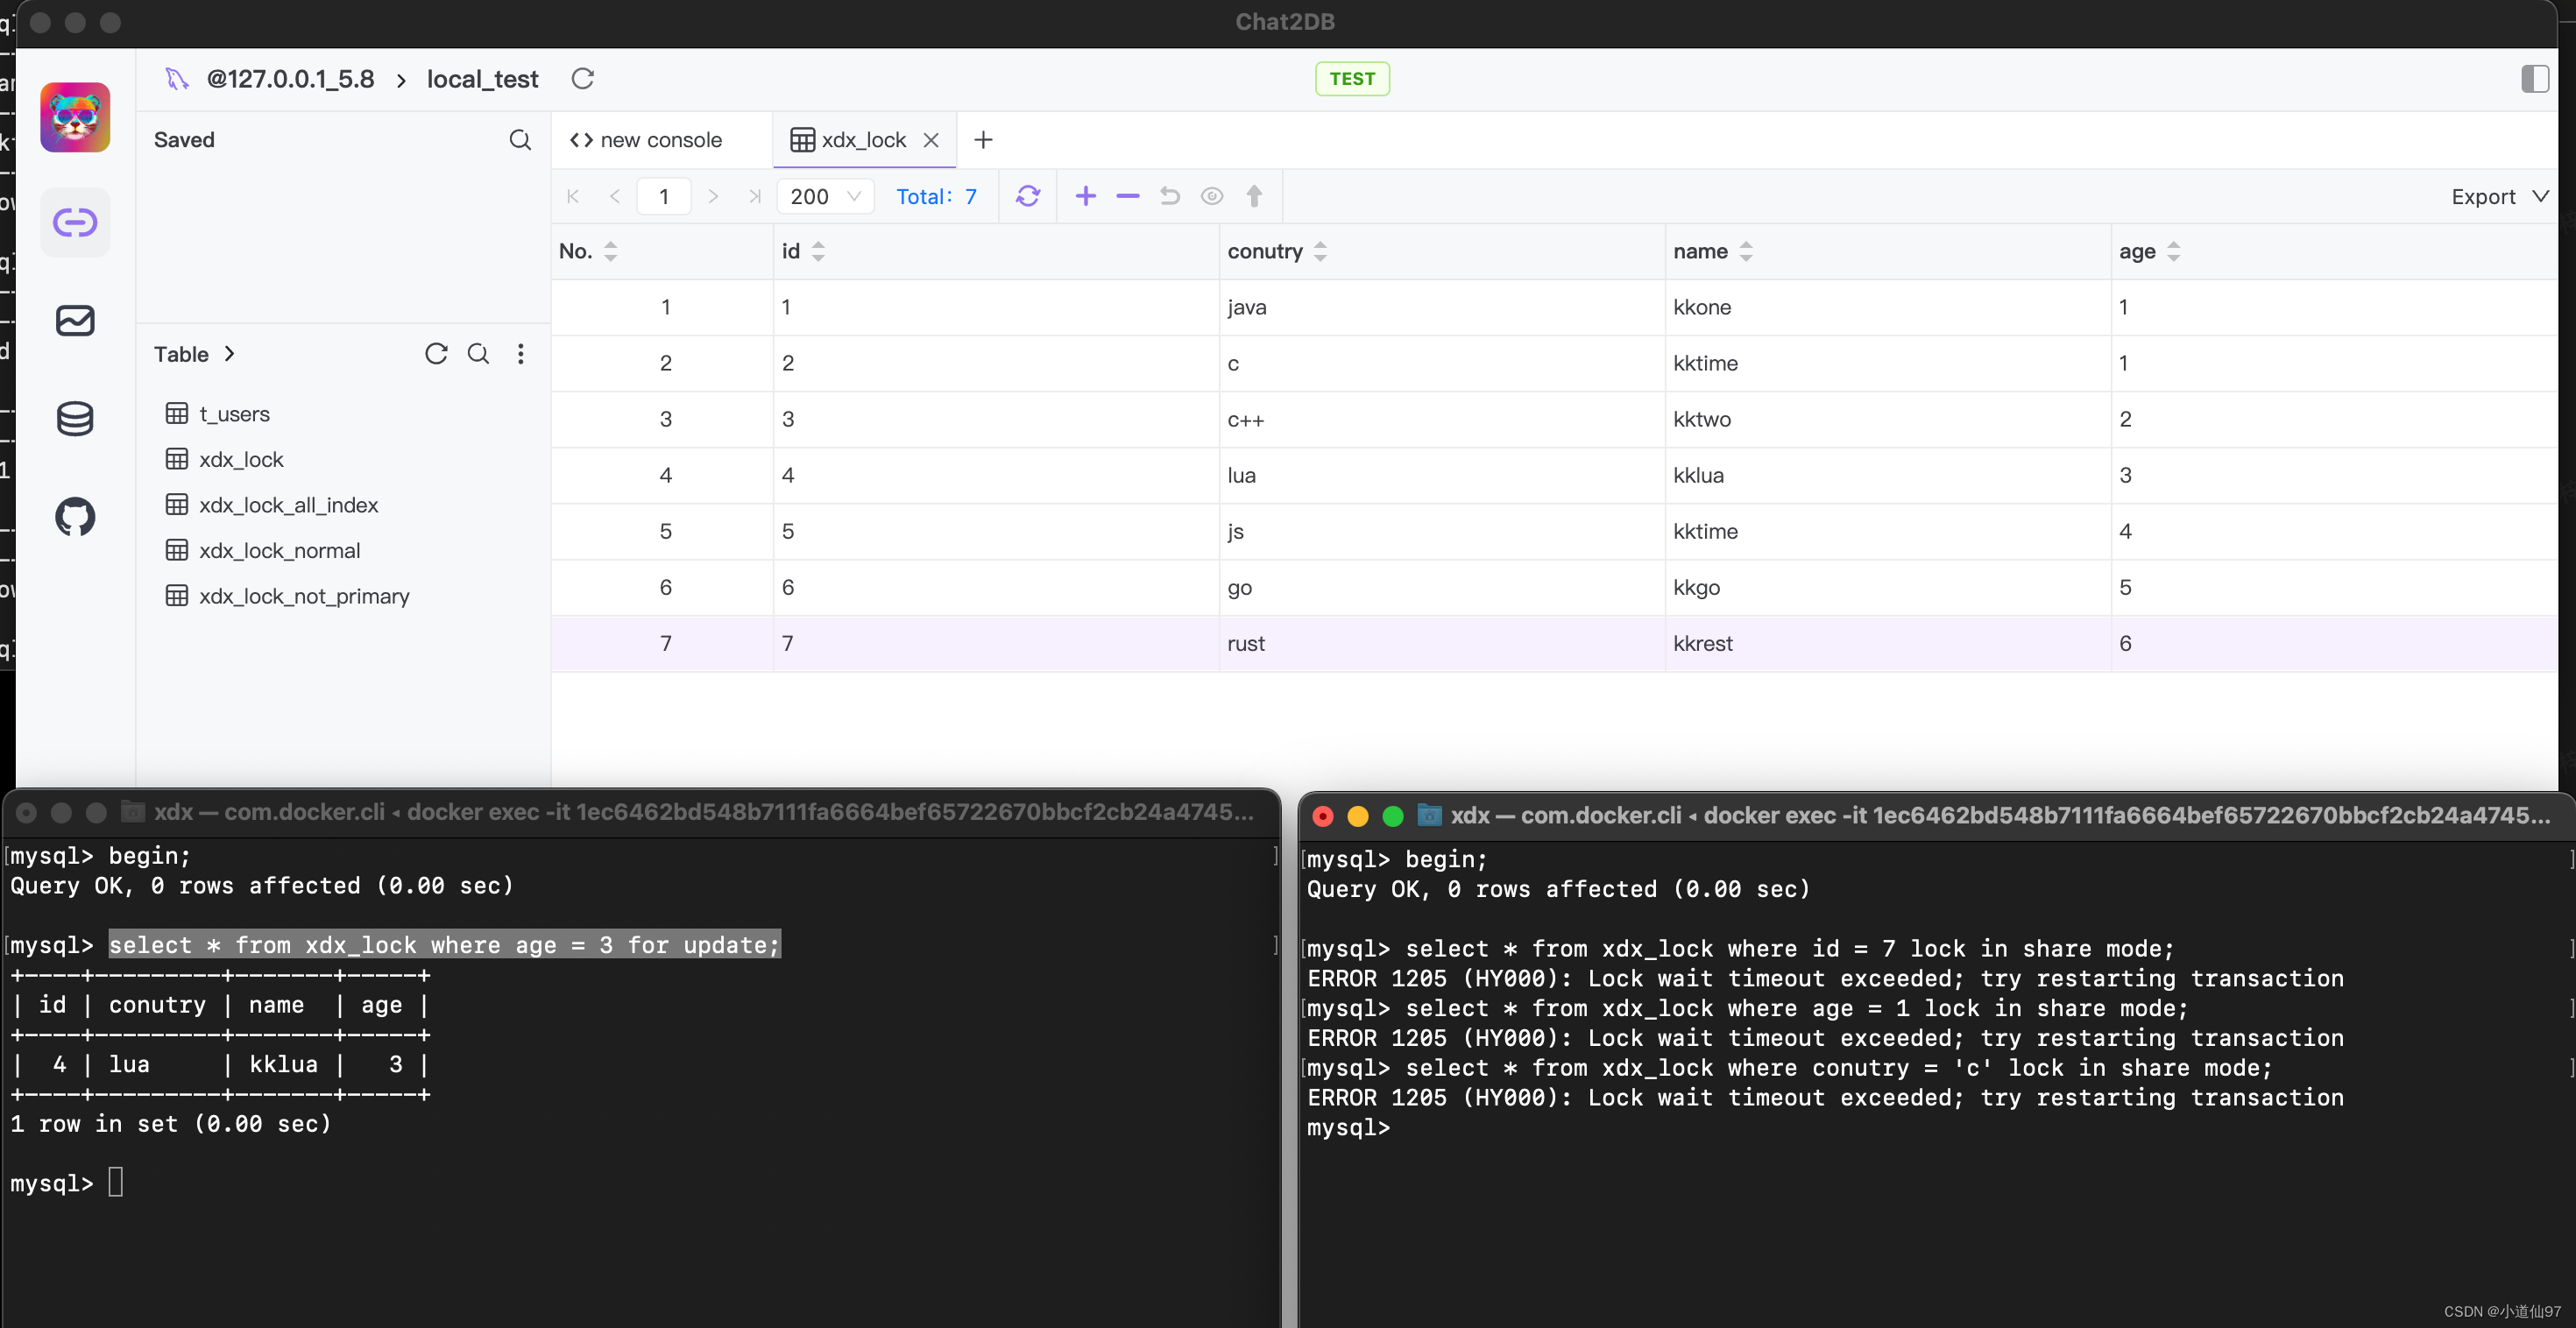 Chat2DB
@127.0.0.1_5.8 > local_test
TEST
Saved
new console
xdx_lock
1
200
Total: 7
Export
Table
t_users
xdx_lock
xdx_lock_all_index
xdx_lock_normal
xdx_lock_not_primary
No. id conutry name age
1 1 java kkone 1
2 2 c kktime 1
3 3 c++ kktwo 2
4 4 lua kklua 3
5 5 js kktime 4
6 6 go kkgo 5
7 7 rust kkrest 6
xdx — com.docker.cli ◂ docker exec -it 1ec6462bd548b7111fa6664bef65722670bbcf2cb24a4745...
mysql> begin;
Query OK, 0 rows affected (0.00 sec)
mysql> select * from xdx_lock where age = 3 for update;
+----+---------+-------+-----+
| id | conutry | name  | age |
+----+---------+-------+-----+
|  4 | lua     | kklua |   3 |
+----+---------+-------+-----+
1 row in set (0.00 sec)
mysql>
xdx — com.docker.cli ◂ docker exec -it 1ec6462bd548b7111fa6664bef65722670bbcf2cb24a4745...
mysql> begin;
Query OK, 0 rows affected (0.00 sec)
mysql> select * from xdx_lock where id = 7 lock in share mode;
ERROR 1205 (HY000): Lock wait timeout exceeded; try restarting transaction
mysql> select * from xdx_lock where age = 1 lock in share mode;
ERROR 1205 (HY000): Lock wait timeout exceeded; try restarting transaction
mysql> select * from xdx_lock where conutry = 'c' lock in share mode;
ERROR 1205 (HY000): Lock wait timeout exceeded; try restarting transaction
mysql>
CSDN @小道仙97